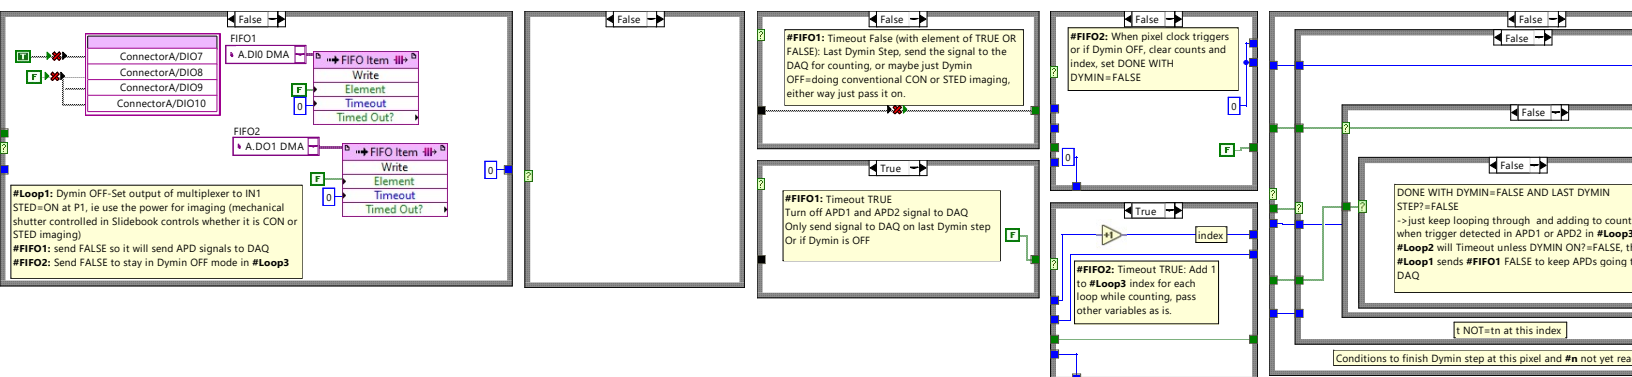 False
T
F
ConnectorA/DIO7
ConnectorA/DIO8
ConnectorA/DIO9
ConnectorA/DIO10
FIFO1
A.DI0 DMA
FIFO Item
Write
F
Element
0
Timeout
Timed Out?
FIFO2
A.DO1 DMA
FIFO Item
Write
F
Element
0
Timeout
Timed Out?
0
#Loop1: Dymin OFF-Set output of multiplexer to IN1
STED=ON at P1, ie use the power for imaging (mechanical
shutter controlled in Slidebook controls whether it is CON or
STED imaging)
#FIFO1: send FALSE so it will send APD signals to DAQ
#FIFO2: Send FALSE to stay in Dymin OFF mode in #Loop3
?
False
?
False
?
#FIFO1: Timeout False (with element of TRUE OR
FALSE): Last Dymin Step, send the signal to the
DAQ for counting, or maybe just Dymin
OFF=doing conventional CON or STED imaging,
either way just pass it on.
True
?
#FIFO1: Timeout TRUE
Turn off APD1 and APD2 signal to DAQ
Only send signal to DAQ on last Dymin step
Or if Dymin is OFF
F
False
#FIFO2: When pixel clock triggers
or if Dymin OFF, clear counts and
index, set DONE WITH
DYMIN=FALSE
?
0
F
0
True
+1
index
?
#FIFO2: Timeout TRUE: Add 1
to #Loop3 index for each
loop while counting, pass
other variables as is.
False
False
False
?
False
?
?
?
?
DONE WITH DYMIN=FALSE AND LAST DYMIN
STEP?=FALSE
->just keep looping through and adding to count
when trigger detected in APD1 or APD2 in #Loop3
#Loop2 will Timeout unless DYMIN ON?=FALSE, th
#Loop1 sends #FIFO1 FALSE to keep APDs going t
DAQ
t NOT=tn at this index
Conditions to finish Dymin step at this pixel and #n not yet rea